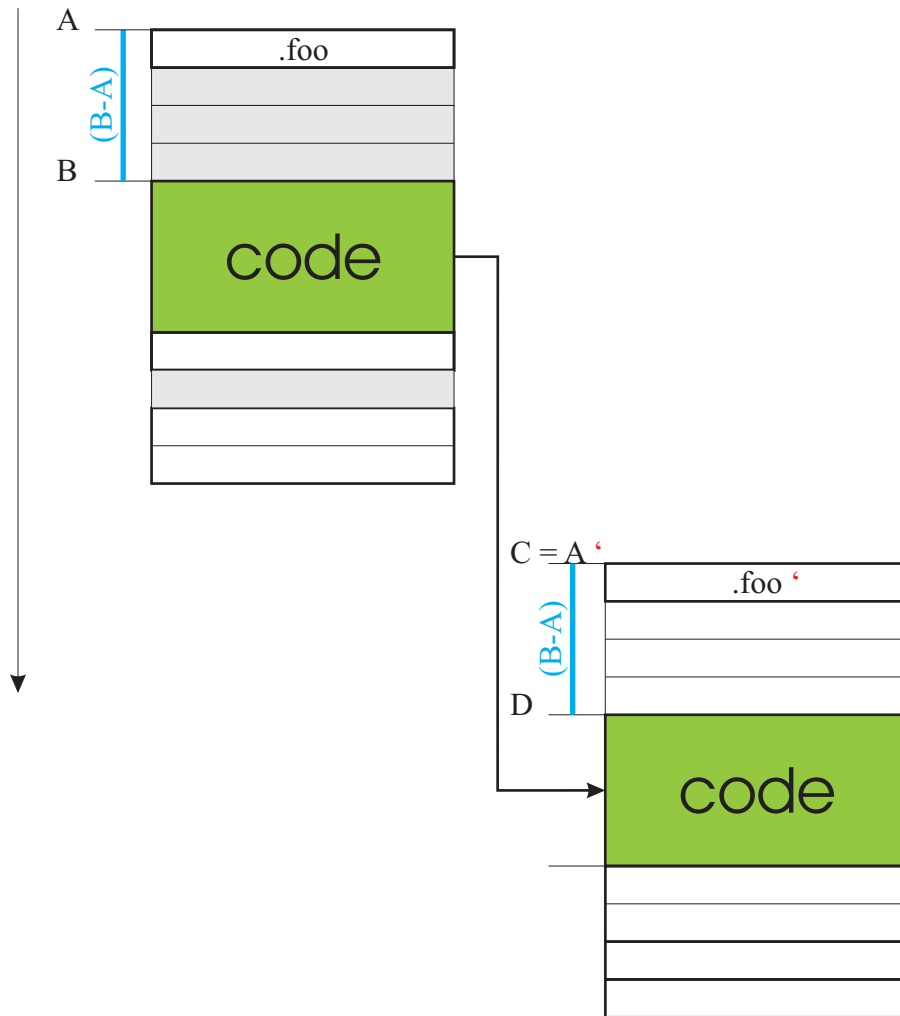 A
.foo
(B-A)
B
code
C = A ‘
.foo ‘
(B-A)
D
code